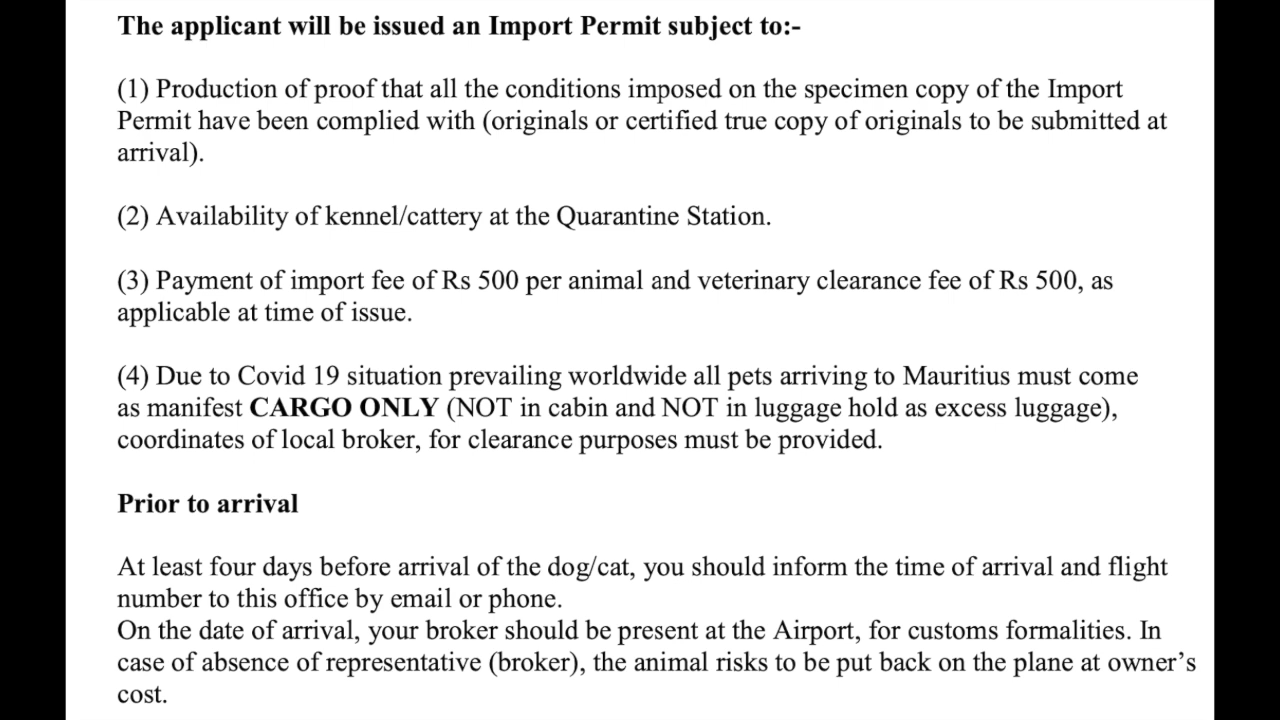 The applicant will be issued an Import Permit subject to:-
(1) Production of proof that all the conditions imposed on the specimen copy of the Import
Permit have been complied with (originals or certified true copy of originals to be submitted at
arrival).
(2) Availability of kennel/cattery at the Quarantine Station.
(3) Payment of import fee of Rs 500 per animal and veterinary clearance fee of Rs 500, as
applicable at time of issue.
(4) Due to Covid 19 situation prevailing worldwide all pets arriving to Mauritius must come
as manifest CARGO ONLY (NOT in cabin and NOT in luggage hold as excess luggage),
coordinates of local broker, for clearance purposes must be provided.
Prior to arrival
At least four days before arrival of the dog/cat, you should inform the time of arrival and flight
number to this office by email or phone.
On the date of arrival, your broker should be present at the Airport, for customs formalities. In
case of absence of representative (broker), the animal risks to be put back on the plane at owner’s
cost.